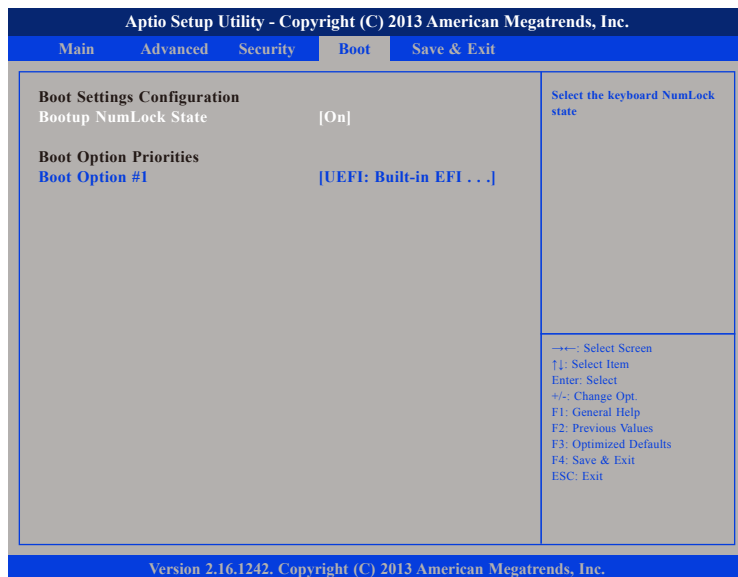 Aptio Setup Utility - Copyright (C) 2013 American Megatrends, Inc.
Main Advanced Security Boot Save & Exit
Boot Settings Configuration
Bootup NumLock State [On]
Boot Option Priorities
Boot Option #1 [UEFI: Built-in EFI . . .]
Select the keyboard NumLock
state
→←: Select Screen
↑↓: Select Item
Enter: Select
+/-: Change Opt.
F1: General Help
F2: Previous Values
F3: Optimized Defaults
F4: Save & Exit
ESC: Exit
Version 2.16.1242. Copyright (C) 2013 American Megatrends, Inc.